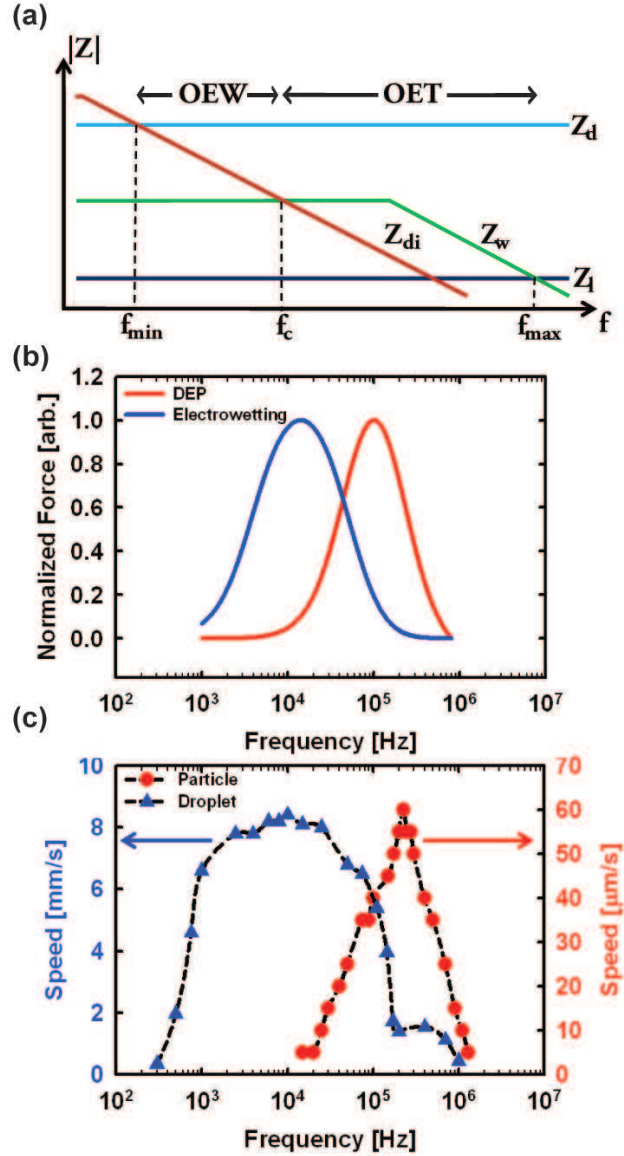 (a)
|Z|
OEW
OET
Z_d
Z_di
Z_w
Z_l
f_min
f_c
f_max
f
(b)
1.2
1.0
0.8
0.6
0.4
0.2
0.0
Normalized Force [arb.]
DEP
Electrowetting
10^2 10^3 10^4 10^5 10^6 10^7
Frequency [Hz]
(c)
10
8
6
4
2
0
Speed [mm/s]
Particle
Droplet
70
60
50
40
30
20
10
0
Speed [µm/s]
10^2 10^3 10^4 10^5 10^6 10^7
Frequency [Hz]